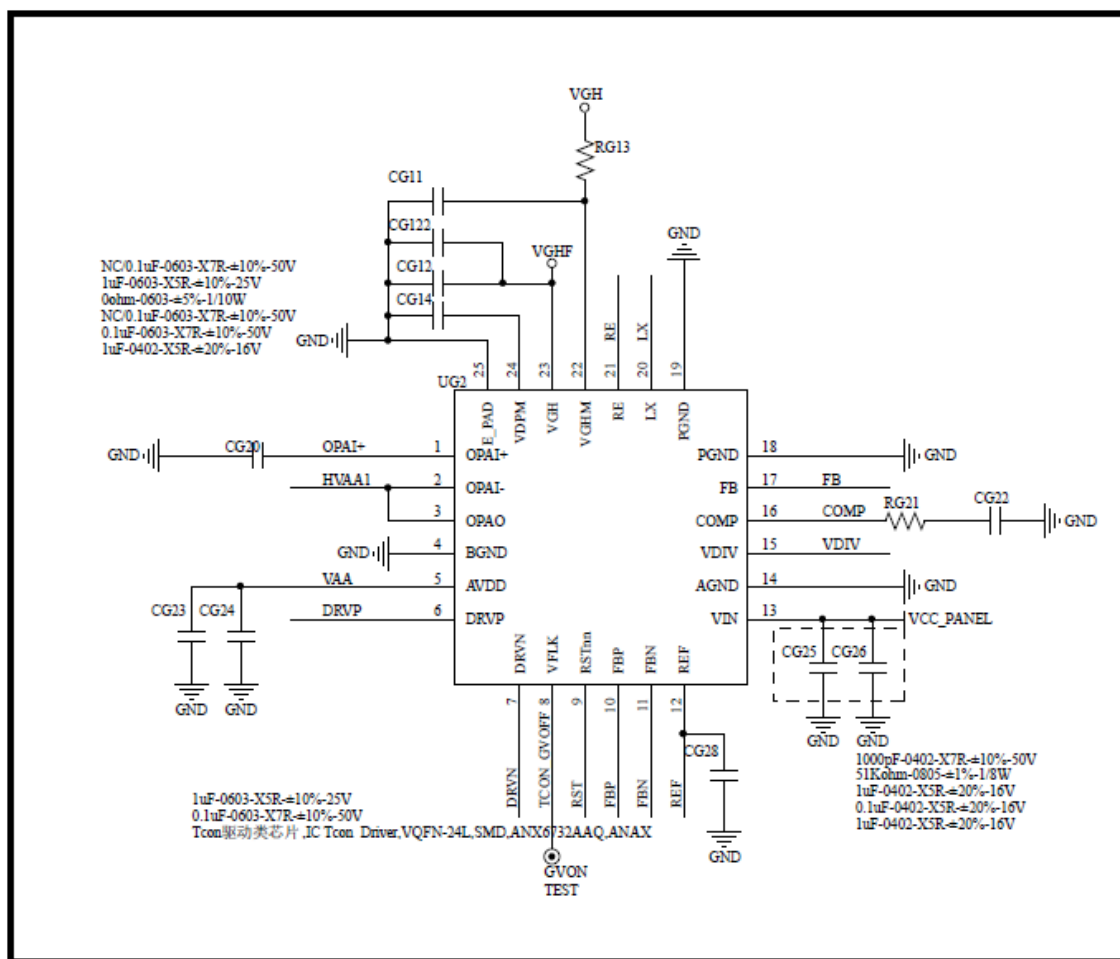 VGH
RG13
CG11
CG122
GND
VGHF
CG12
CG14
NC/0.1uF-0603-X7R-±10%-50V
1uF-0603-X5R-±10%-25V
0ohm-0603-±5%-1/10W
NC/0.1uF-0603-X7R-±10%-50V
0.1uF-0603-X7R-±10%-50V
1uF-0402-X5R-±20%-16V
GND
RE
LX
25
24
23
22
21
20
19
UG2
E_PAD
VDPM
VGH
VGHM
RE
LX
PGND
GND
CG20
OPAI+
1
OPAI+
HVAA1
2
OPAI-
3
OPAO
GND
4
BGND
VAA
5
AVDD
DRVP
6
DRVP
PGND
18
GND
FB
17
FB
COMP
16
COMP
RG21
CG22
GND
VDIV
15
VDIV
AGND
14
GND
VIN
13
VCC_PANEL
CG23
CG24
GND
GND
CG25
CG26
GND
GND
DRVN
VFLK
RSTnn
FBP
FBN
REF
7
8
9
10
11
12
DRVN
TCON_GVOFF
RST
FBP
FBN
REF
CG28
GND
1000pF-0402-X7R-±10%-50V
51Kohm-0805-±1%-1/8W
1uF-0402-X5R-±20%-16V
0.1uF-0402-X5R-±20%-16V
1uF-0402-X5R-±20%-16V
1uF-0603-X5R-±10%-25V
0.1uF-0603-X7R-±10%-50V
Tcon驱动类芯片 ,IC Tcon Driver,VQFN-24L,SMD,ANX6732AAQ,ANAX
GVON
TEST